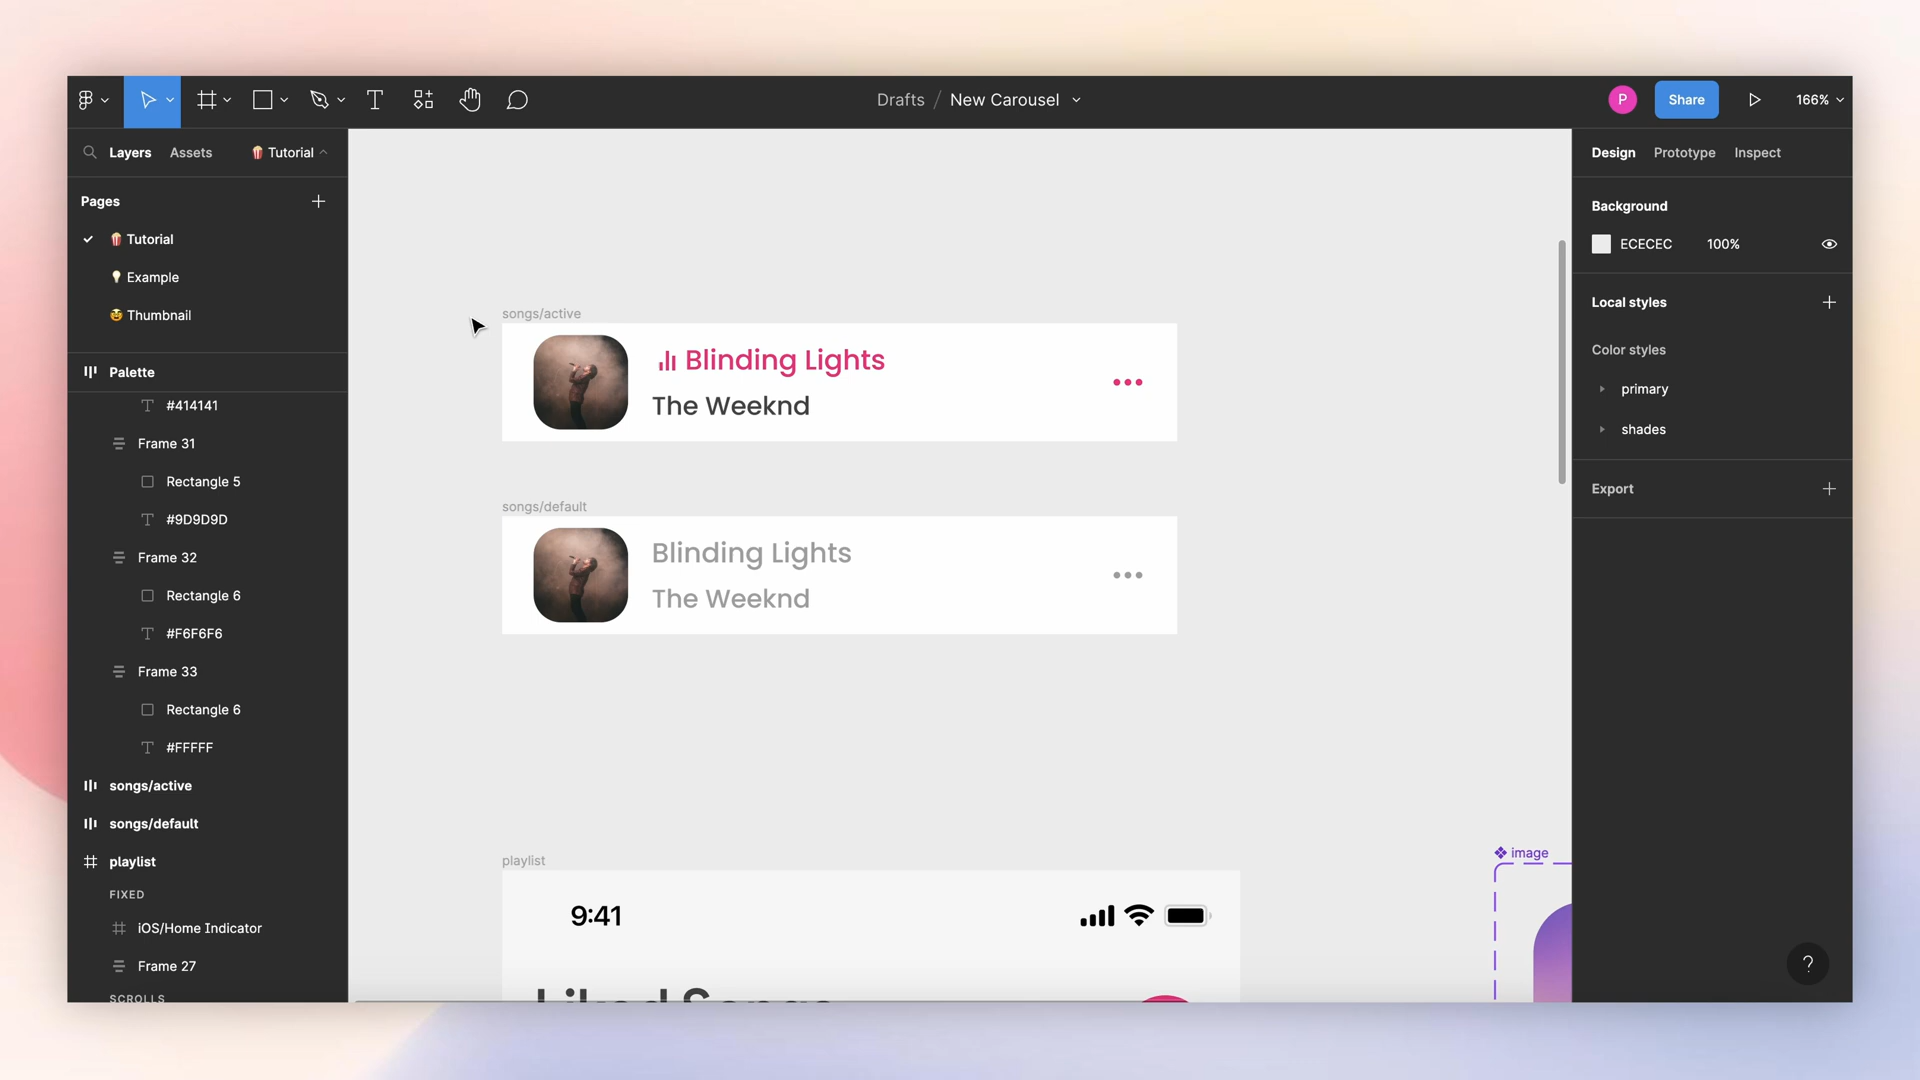 Drafts / New Carousel
P
Share
166%
Layers
Assets
🍿 Tutorial
Pages
🍿 Tutorial
💡 Example
🤓 Thumbnail
Palette
#414141
Frame 31
Rectangle 5
#9D9D9D
Frame 32
Rectangle 6
#F6F6F6
Frame 33
Rectangle 6
#FFFFF
songs/active
songs/default
playlist
FIXED
iOS/Home Indicator
Frame 27
SCROLLS
songs/active
Blinding Lights
The Weeknd
songs/default
Blinding Lights
The Weeknd
playlist
9:41
Liked Songs
image
Design
Prototype
Inspect
Background
ECECEC
100%
Local styles
Color styles
primary
shades
Export
?